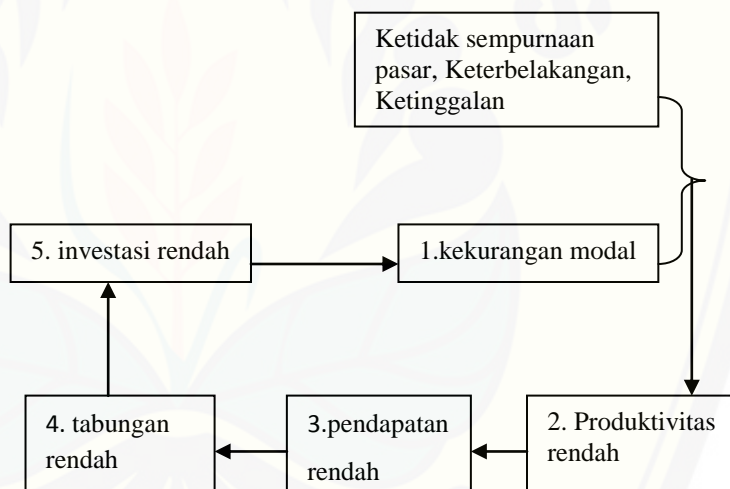 Ketidak sempurnaan
pasar, Keterbelakangan,
Ketinggalan
5. investasi rendah
1.kekurangan modal
4. tabungan
rendah
3.pendapatan
rendah
2. Produktivitas
rendah